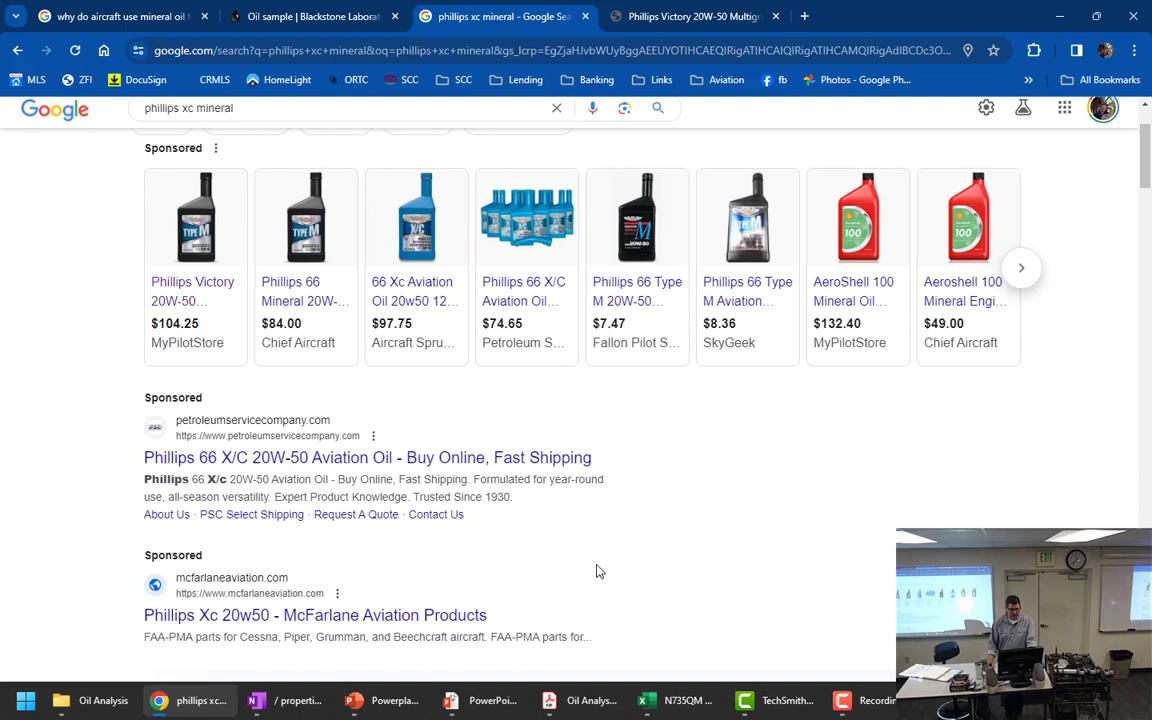 why do aircraft use mineral oil f
Oil sample | Blackstone Laborat
phillips xc mineral - Google Sea
Phillips Victory 20W-50 Multigr
google.com/search?q=phillips+xc+mineral&oq=phillips+xc+mineral&gs_lcrp=EgZjaHJvbWUyBggAEEUYOTIHCAEQIRigATIHCAIQIRigATIHCAMQIRigAdIBCDc3O...
MLS
ZFI
DocuSign
CRMLS
HomeLight
ORTC
SCC
SCC
Lending
Banking
Links
Aviation
fb
Photos - Google Ph...
»
All Bookmarks
Google
phillips xc mineral
Sponsored
TYPE M
TYPE M
X/C
M
20W-50
100
100
Phillips Victory
20W-50...
$104.25
MyPilotStore
Phillips 66
Mineral 20W-...
$84.00
Chief Aircraft
66 Xc Aviation
Oil 20w50 12...
$97.75
Aircraft Spru...
Phillips 66 X/C
Aviation Oil...
$74.65
Petroleum S...
Phillips 66 Type
M 20W-50...
$7.47
Fallon Pilot S...
Phillips 66 Type
M Aviation...
$8.36
SkyGeek
AeroShell 100
Mineral Oil...
$132.40
MyPilotStore
Aeroshell 100
Mineral Engi...
$49.00
Chief Aircraft
Sponsored
petroleumservicecompany.com
https://www.petroleumservicecompany.com
Phillips 66 X/C 20W-50 Aviation Oil - Buy Online, Fast Shipping
Phillips 66 X/c 20W-50 Aviation Oil - Buy Online, Fast Shipping. Formulated for year-round
use, all-season versatility. Expert Product Knowledge. Trusted Since 1930.
About Us · PSC Select Shipping · Request A Quote · Contact Us
Sponsored
mcfarlaneaviation.com
https://www.mcfarlaneaviation.com
Phillips Xc 20w50 - McFarlane Aviation Products
FAA-PMA parts for Cessna, Piper, Grumman, and Beechcraft aircraft. FAA-PMA parts for...
EXIT
Oil Analysis
phillips xc...
/ properti...
Powerpla...
PowerPoi...
Oil Analys...
N735QM ...
TechSmith...
Recordin